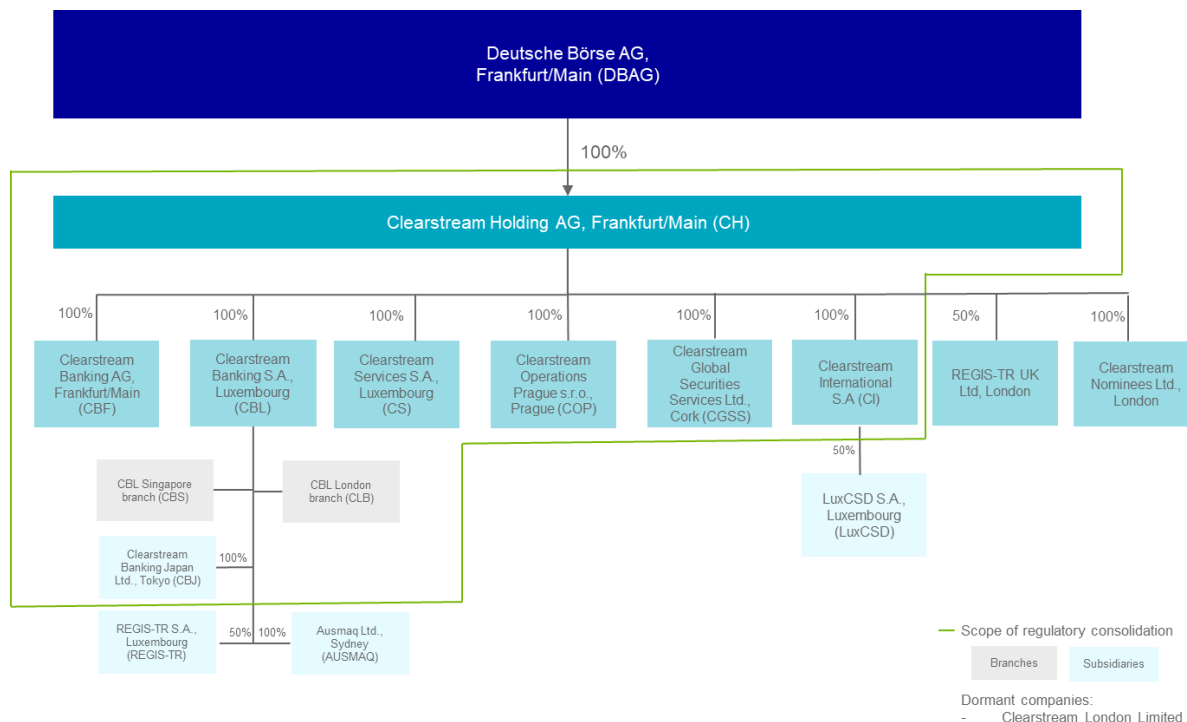 Deutsche Börse AG,
Frankfurt/Main (DBAG)
100%
Clearstream Holding AG, Frankfurt/Main (CH)
100%
100%
100%
100%
100%
100%
50%
100%
Clearstream
Banking AG,
Frankfurt/Main
(CBF)
Clearstream
Banking S.A.,
Luxembourg
(CBL)
Clearstream
Services S.A.,
Luxembourg
(CS)
Clearstream
Operations
Prague s.r.o.,
Prague (COP)
Clearstream
Global
Securities
Services Ltd.,
Cork (CGSS)
Clearstream
International
S.A (CI)
REGIS-TR UK
Ltd, London
Clearstream
Nominees Ltd.,
London
50%
CBL Singapore
branch (CBS)
CBL London
branch (CLB)
LuxCSD S.A.,
Luxembourg
(LuxCSD)
Clearstream
Banking Japan
Ltd., Tokyo (CBJ)
100%
REGIS-TR S.A.,
Luxembourg
(REGIS-TR)
50%
100%
Ausmaq Ltd.,
Sydney
(AUSMAQ)
Scope of regulatory consolidation
Branches
Subsidiaries
Dormant companies:
- Clearstream London Limited